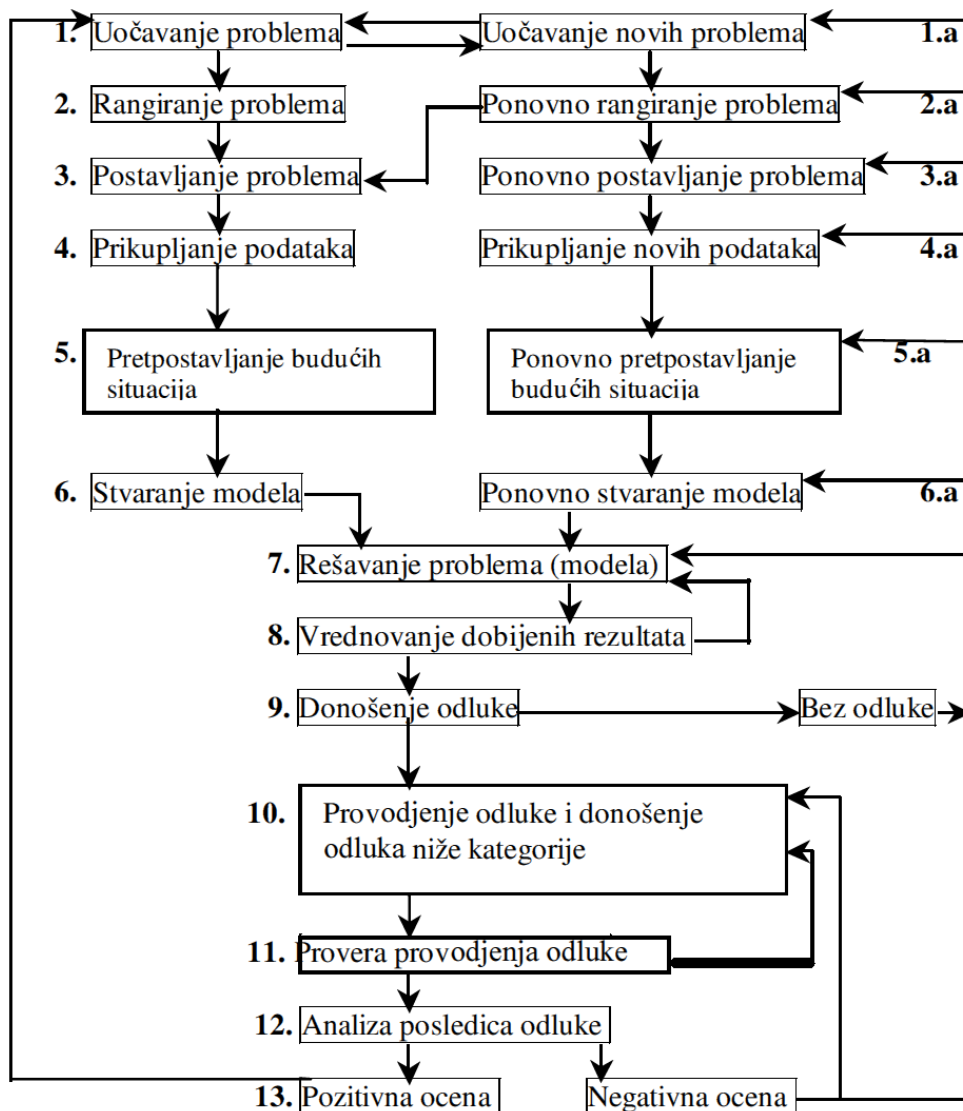 1. Uočavanje problema Uočavanje novih problema 1.a
2. Rangiranje problema Ponovno rangiranje problema 2.a
3. Postavljanje problema Ponovno postavljanje problema 3.a
4. Prikupljanje podataka Prikupljanje novih podataka 4.a
5. Pretpostavljanje budućih Ponovno pretpostavljanje 5.a
situacija budućih situacija
6. Stvaranje modela Ponovno stvaranje modela 6.a
7. Rešavanje problema (modela)
8. Vrednovanje dobijenih rezultata
9. Donošenje odluke Bez odluke
10. Provodjenje odluke i donošenje
odluka niže kategorije
11. Provera provodjenja odluke
12. Analiza posledica odluke
13. Pozitivna ocena Negativna ocena